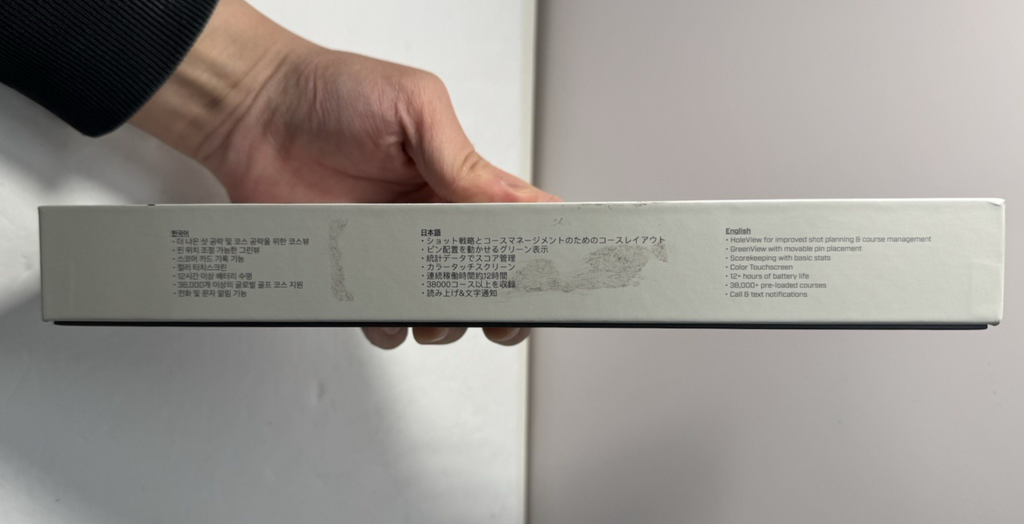 한국어
- 더 나은 샷 공략 및 코스 공략을 위한 코스뷰
- 핀 위치 조정 가능한 그린뷰
- 스코어 카드 기록 기능
- 컬러 터치스크린
- 12시간 이상 배터리 수명
- 38,000개 이상의 글로벌 골프 코스 지원
- 전화 및 문자 알림 기능
日本語
・ショット戦略とコースマネージメントのためのコースレイアウト
・ピン配置を動かせるグリーン表示
・統計データでスコア管理
・カラータッチスクリーン
・連続稼働時間約12時間
・38000コース以上を収録
・読み上げ&文字通知
English
· HoleView for improved shot planning & course management
· GreenView with movable pin placement
· Scorekeeping with basic stats
· Color Touchscreen
· 12+ hours of battery life
· 38,000+ pre-loaded courses
· Call & text notifications